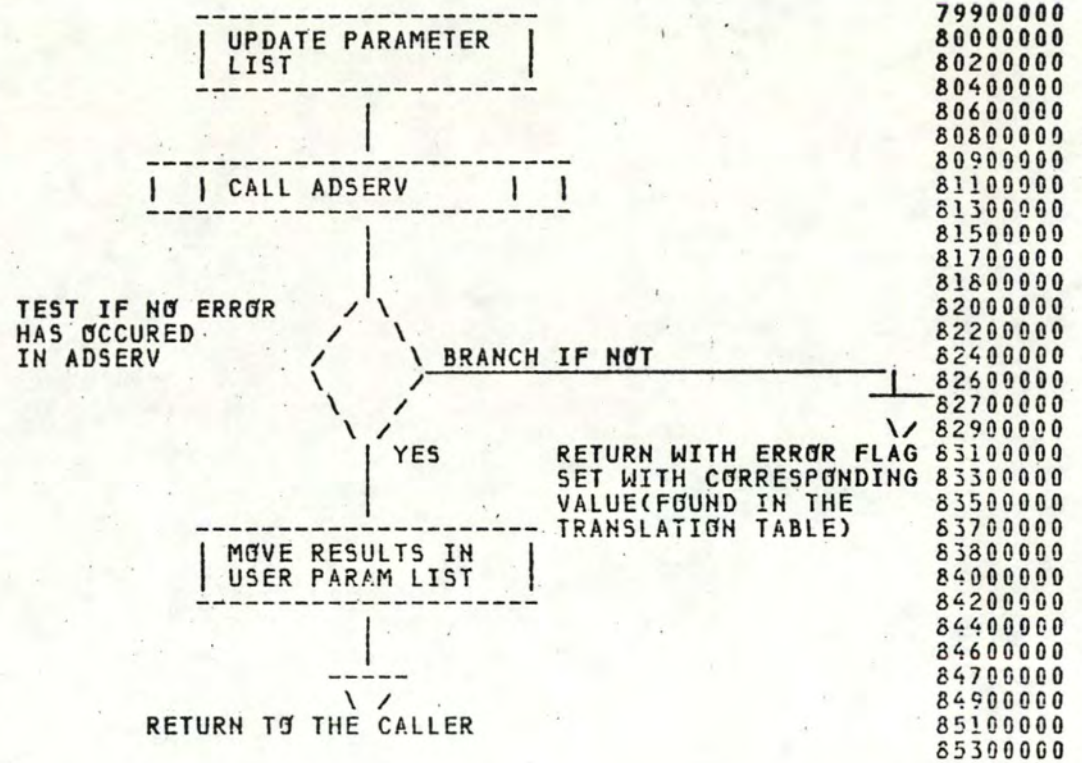 79900000
UPDATE PARAMETER 80000000
LIST 80200000
80400000
80600000
80800000
80900000
CALL ADSERV 81100000
81300000
81500000
81700000
81800000
TEST IF NO ERROR 82000000
HAS OCCURED 82200000
IN ADSERV BRANCH IF NOT 82400000
82600000
82700000
82900000
YES RETURN WITH ERROR FLAG 83100000
SET WITH CORRESPONDING 83300000
VALUE(FOUND IN THE 83500000
TRANSLATION TABLE) 83700000
MOVE RESULTS IN 83800000
USER PARAM LIST 84000000
84200000
84400000
84600000
84700000
84900000
RETURN TO THE CALLER 85100000
85300000